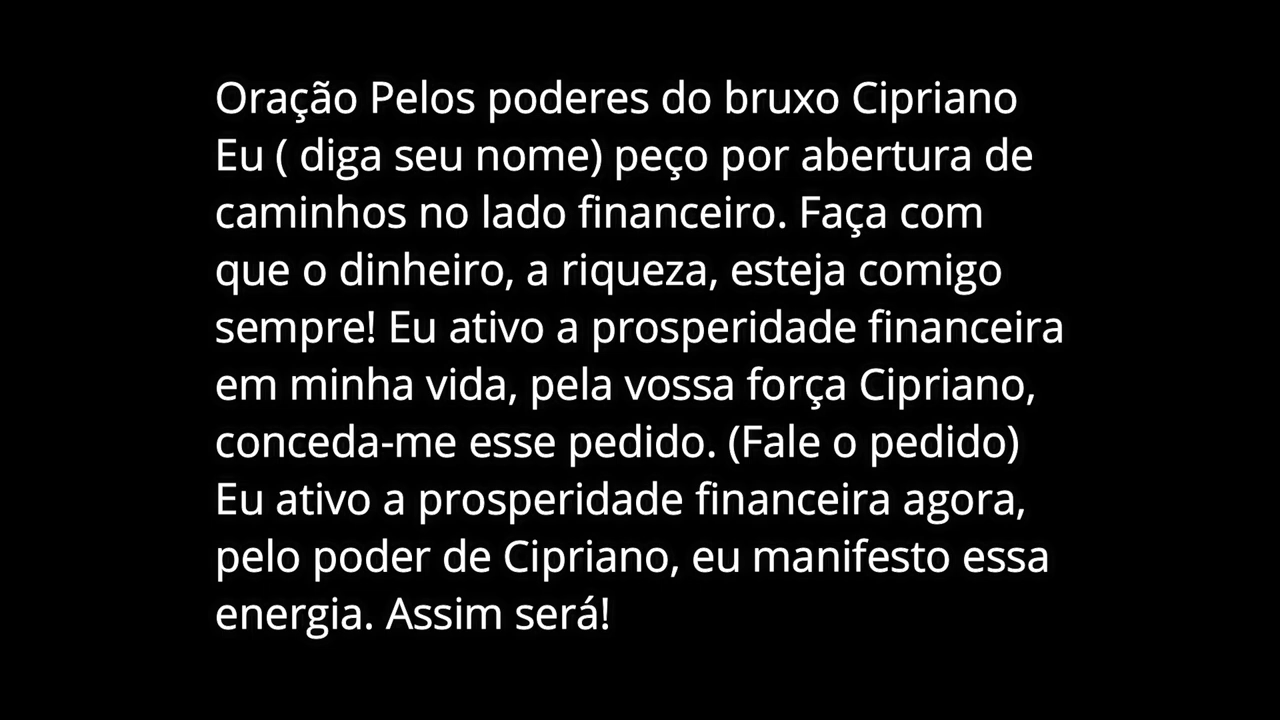 Oração Pelos poderes do bruxo Cipriano
Eu ( diga seu nome) peço por abertura de
caminhos no lado financeiro. Faça com
que o dinheiro, a riqueza, esteja comigo
sempre! Eu ativo a prosperidade financeira
em minha vida, pela vossa força Cipriano,
conceda-me esse pedido. (Fale o pedido)
Eu ativo a prosperidade financeira agora,
pelo poder de Cipriano, eu manifesto essa
energia. Assim será!